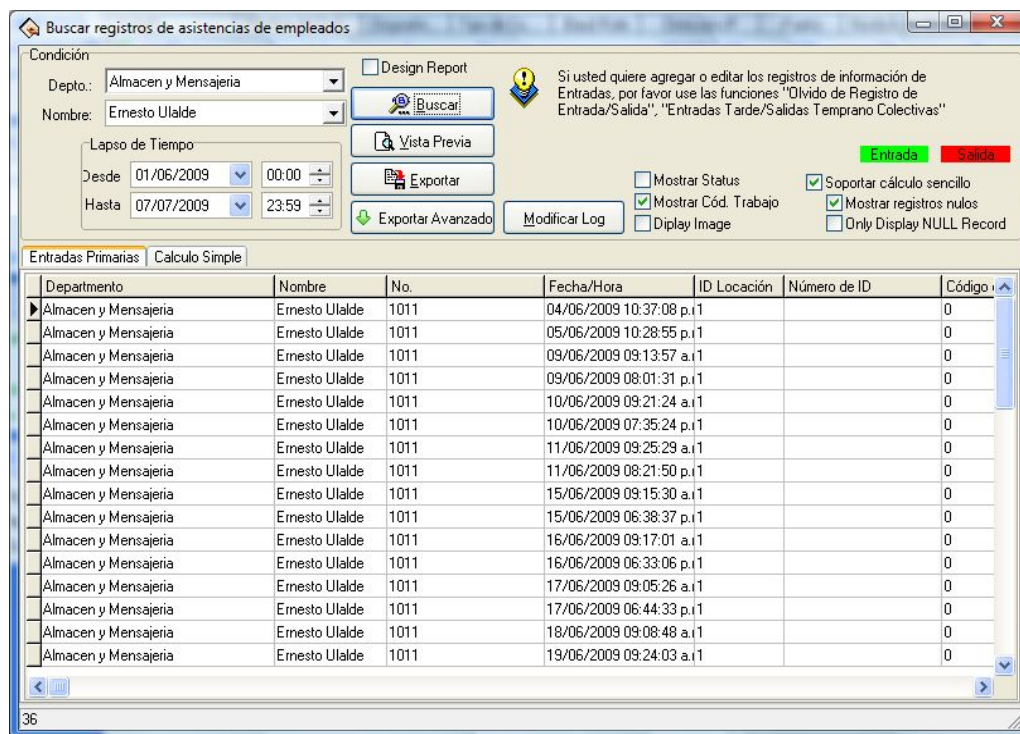 Buscar registros de asistencias de empleados
Condición
Depto.: Almacen y Mensajeria
Nombre: Ernesto Ulalde
Lapso de Tiempo
Desde 01/06/2009 00:00
Hasta 07/07/2009 23:59
Design Report
Buscar
Vista Previa
Exportar
Exportar Avanzado
Modificar Log
Si usted quiere agregar o editar los registros de información de
Entradas, por favor use las funciones "Olvido de Registro de
Entrada/Salida", "Entradas Tarde/Salidas Temprano Colectivas"
Entrada Salida
Mostrar Status
Mostrar Cód. Trabajo
Diplay Image
Soportar cálculo sencillo
Mostrar registros nulos
Only Display NULL Record
Entradas Primarias Calculo Simple
Departmento Nombre No. Fecha/Hora ID Locación Número de ID Código
Almacen y Mensajeria Ernesto Ulalde 1011 04/06/2009 10:37:08 p. 1 0
Almacen y Mensajeria Ernesto Ulalde 1011 05/06/2009 10:28:55 p. 1 0
Almacen y Mensajeria Ernesto Ulalde 1011 09/06/2009 09:13:57 a. 1 0
Almacen y Mensajeria Ernesto Ulalde 1011 09/06/2009 08:01:31 p. 1 0
Almacen y Mensajeria Ernesto Ulalde 1011 10/06/2009 09:21:24 a. 1 0
Almacen y Mensajeria Ernesto Ulalde 1011 10/06/2009 07:35:24 p. 1 0
Almacen y Mensajeria Ernesto Ulalde 1011 11/06/2009 09:25:29 a. 1 0
Almacen y Mensajeria Ernesto Ulalde 1011 11/06/2009 08:21:50 p. 1 0
Almacen y Mensajeria Ernesto Ulalde 1011 15/06/2009 09:15:30 a. 1 0
Almacen y Mensajeria Ernesto Ulalde 1011 15/06/2009 06:38:37 p. 1 0
Almacen y Mensajeria Ernesto Ulalde 1011 16/06/2009 09:17:01 a. 1 0
Almacen y Mensajeria Ernesto Ulalde 1011 16/06/2009 06:33:06 p. 1 0
Almacen y Mensajeria Ernesto Ulalde 1011 17/06/2009 09:05:26 a. 1 0
Almacen y Mensajeria Ernesto Ulalde 1011 17/06/2009 06:44:33 p. 1 0
Almacen y Mensajeria Ernesto Ulalde 1011 18/06/2009 09:08:48 a. 1 0
Almacen y Mensajeria Ernesto Ulalde 1011 19/06/2009 09:24:03 a. 1 0
36